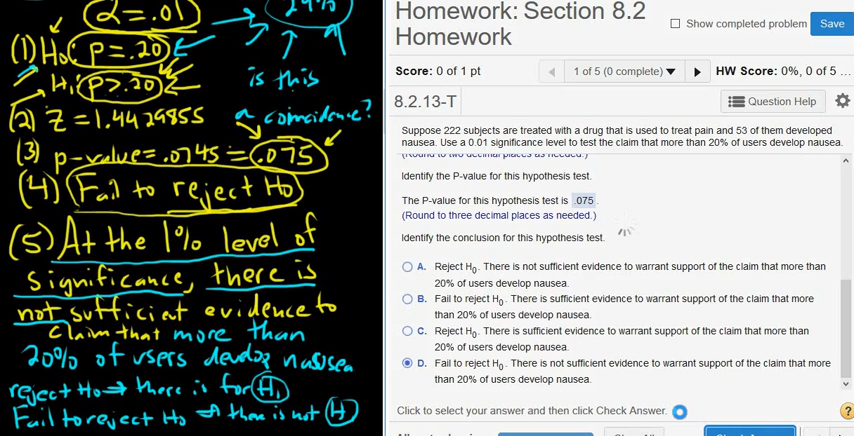 α = .01
(1) H₀: p = .20
H₁: p > .20
(2) Z = 1.4429855
(3) p-value = .0745 = .075
(4) Fail to reject H₀
(5) At the 1% level of
significance, there is
not sufficient evidence to
claim that more than
20% of users develop nausea
reject H₀ → there is for H₁
Fail to reject H₀ → there is not H₁
24%
is this
a coincidence?
Homework: Section 8.2
Homework
Show completed problem
Save
Score: 0 of 1 pt
1 of 5 (0 complete)
HW Score: 0%, 0 of 5 ...
8.2.13-T
Question Help
Suppose 222 subjects are treated with a drug that is used to treat pain and 53 of them developed
nausea. Use a 0.01 significance level to test the claim that more than 20% of users develop nausea.
(Round to two decimal places as needed.)
Identify the P-value for this hypothesis test.
The P-value for this hypothesis test is .075.
(Round to three decimal places as needed.)
Identify the conclusion for this hypothesis test.
A. Reject H₀. There is not sufficient evidence to warrant support of the claim that more than
20% of users develop nausea.
B. Fail to reject H₀. There is sufficient evidence to warrant support of the claim that more
than 20% of users develop nausea.
C. Reject H₀. There is sufficient evidence to warrant support of the claim that more than
20% of users develop nausea.
D. Fail to reject H₀. There is not sufficient evidence to warrant support of the claim that more
than 20% of users develop nausea.
Click to select your answer and then click Check Answer.
?